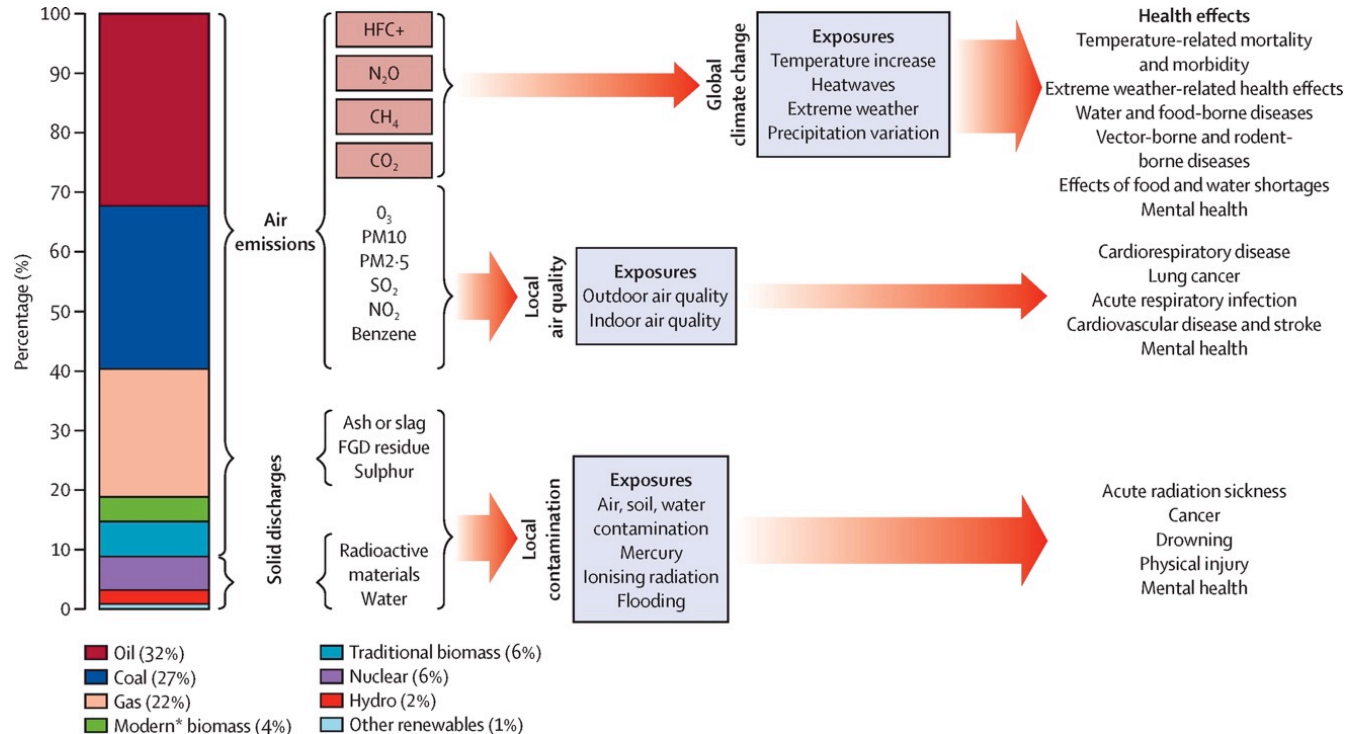 Percentage (%)
100
90
80
70
60
50
40
30
20
10
0
Air
emissions
Solid discharges
HFC+
N₂O
CH₄
CO₂
O₃
PM10
PM2·5
SO₂
NO₂
Benzene
Ash or slag
FGD residue
Sulphur
Radioactive
materials
Water
Global
climate change
Exposures
Temperature increase
Heatwaves
Extreme weather
Precipitation variation
Health effects
Temperature-related mortality
and morbidity
Extreme weather-related health effects
Water and food-borne diseases
Vector-borne and rodent-
borne diseases
Effects of food and water shortages
Mental health
Local
air quality
Exposures
Outdoor air quality
Indoor air quality
Cardiorespiratory disease
Lung cancer
Acute respiratory infection
Cardiovascular disease and stroke
Mental health
Local
contamination
Exposures
Air, soil, water
contamination
Mercury
Ionising radiation
Flooding
Acute radiation sickness
Cancer
Drowning
Physical injury
Mental health
Oil (32%)
Coal (27%)
Gas (22%)
Modern* biomass (4%)
Traditional biomass (6%)
Nuclear (6%)
Hydro (2%)
Other renewables (1%)